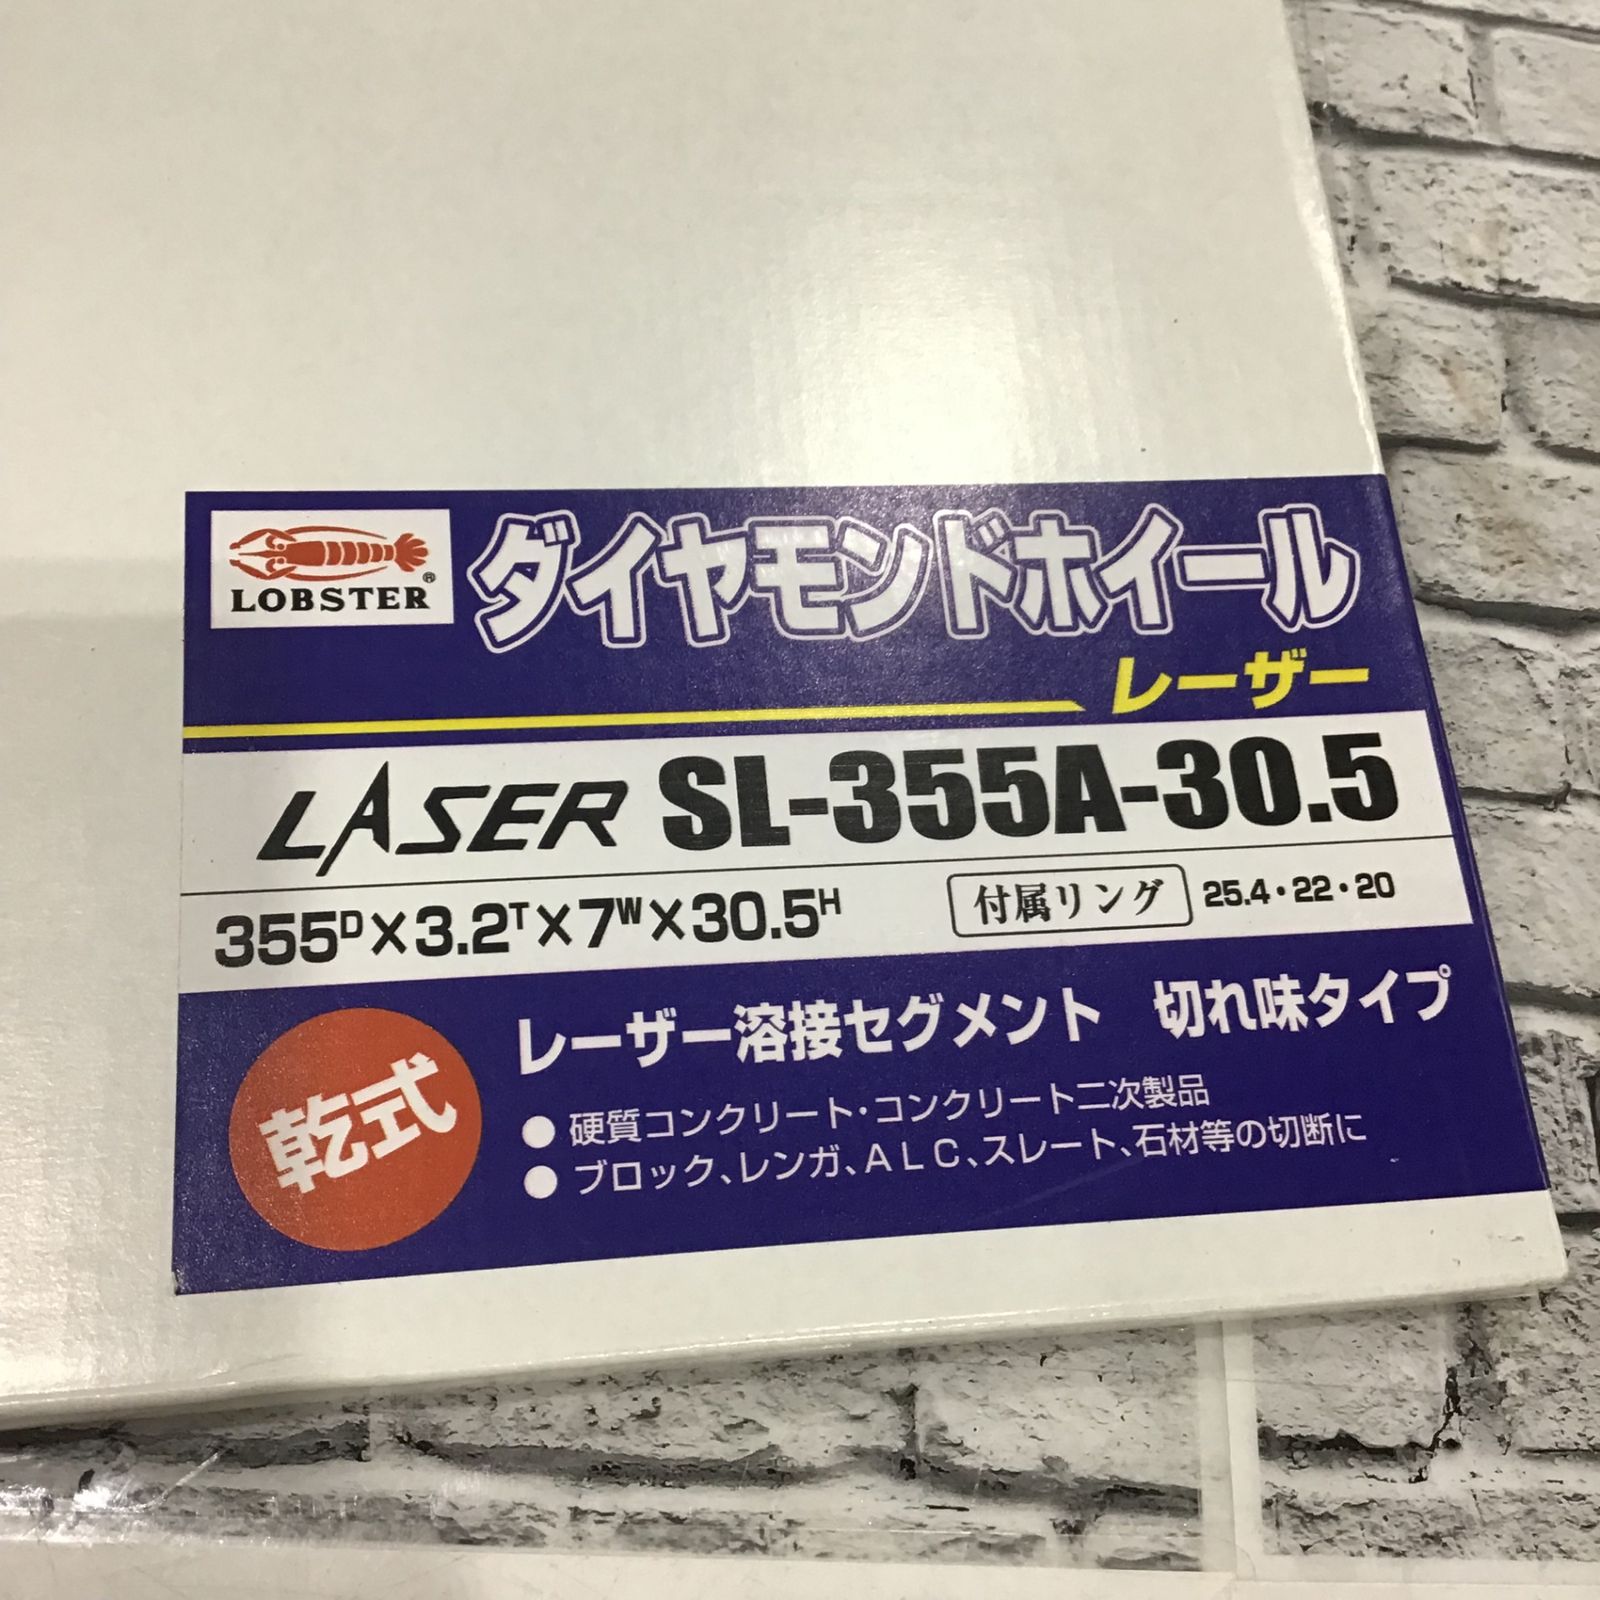 LOBSTER®
ダイヤモンドホイール
レーザー
LASER SL-355A-30.5
355D×3.2T×7W×30.5H 付属リング 25.4・22・20
乾式
レーザー溶接セグメント 切れ味タイプ
● 硬質コンクリート・コンクリート二次製品
● ブロック、レンガ、ALC、スレート、石材等の切断に